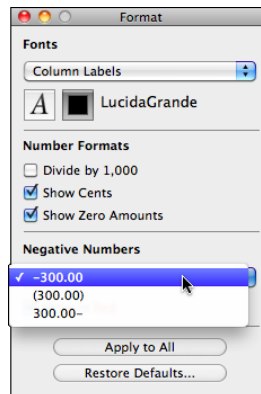 Format
Fonts
Column Labels
A LucidaGrande
Number Formats
Divide by 1,000
Show Cents
Show Zero Amounts
Negative Numbers
✓ -300.00
(300.00)
300.00-
Apply to All
Restore Defaults...